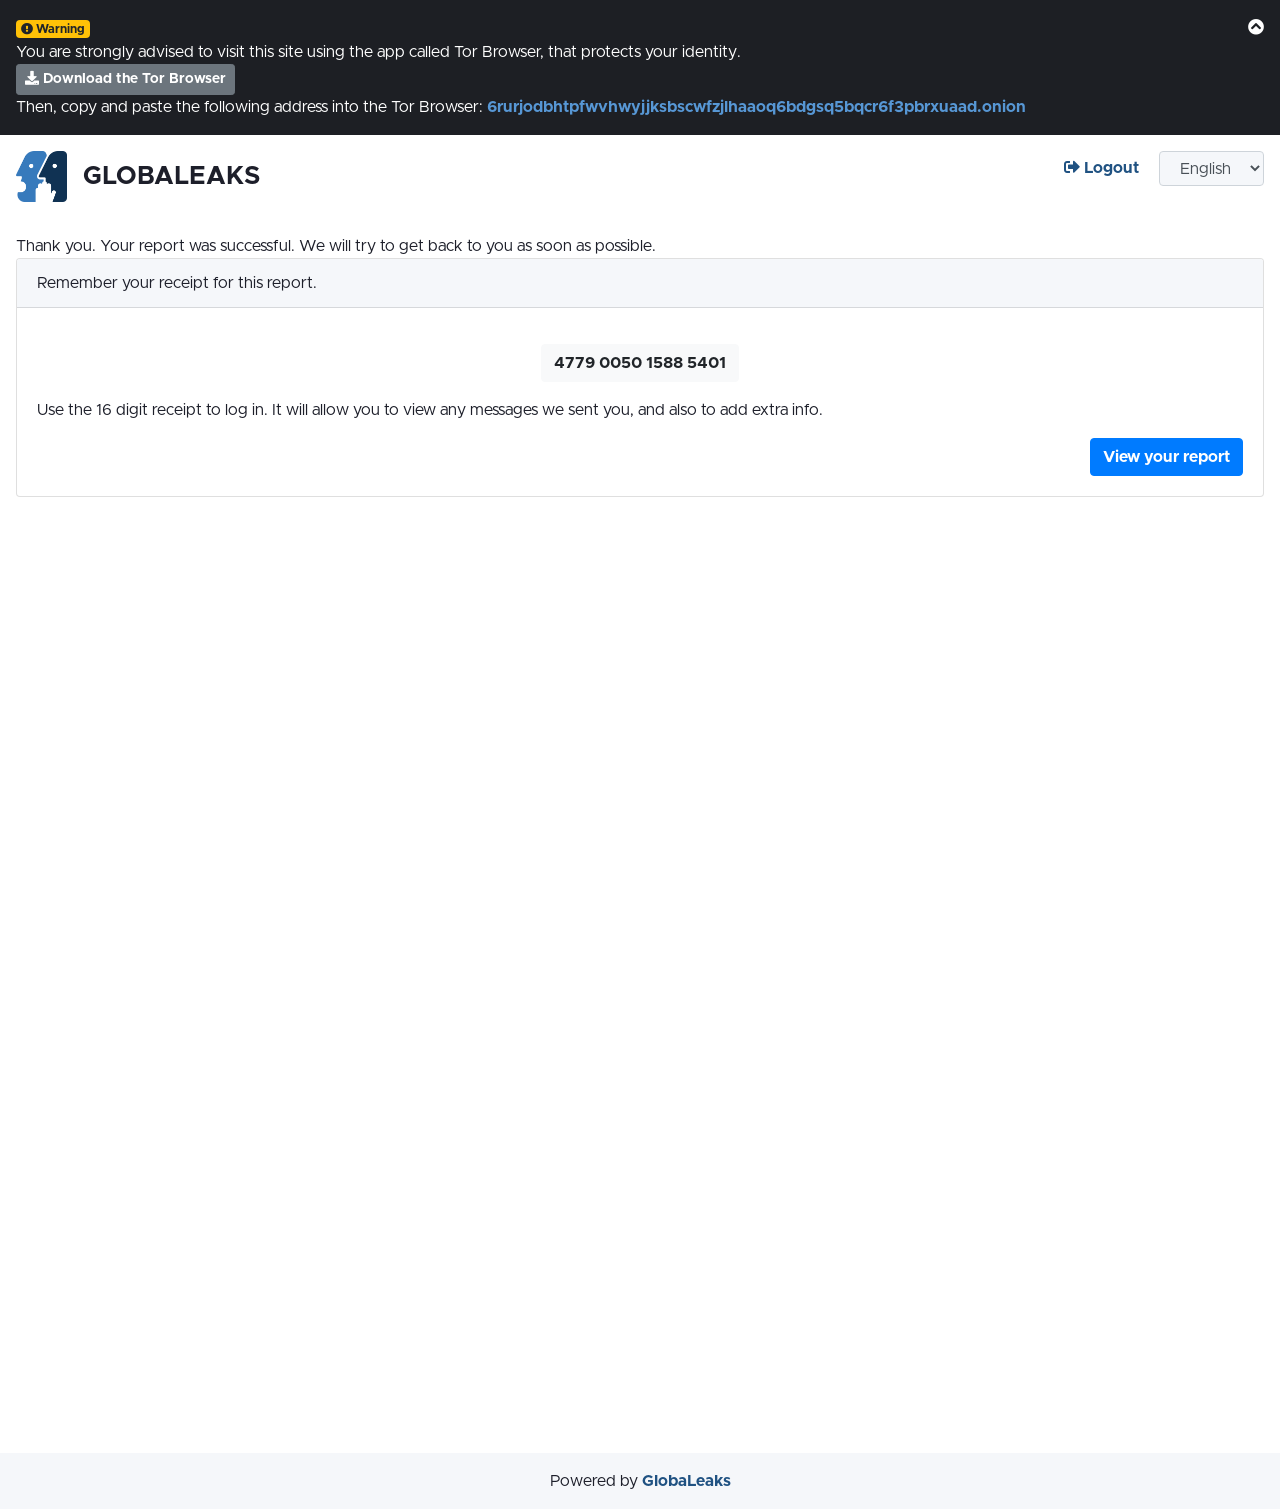 Warning
You are strongly advised to visit this site using the app called Tor Browser, that protects your identity.
Download the Tor Browser
Then, copy and paste the following address into the Tor Browser: 6rurjodbhtpfwvhwyjjksbscwfzjlhaaoq6bdgsq5bqcr6f3pbrxuaad.onion
GLOBALEAKS
Logout
English
Thank you. Your report was successful. We will try to get back to you as soon as possible.
Remember your receipt for this report.
4779 0050 1588 5401
Use the 16 digit receipt to log in. It will allow you to view any messages we sent you, and also to add extra info.
View your report
Powered by GlobaLeaks